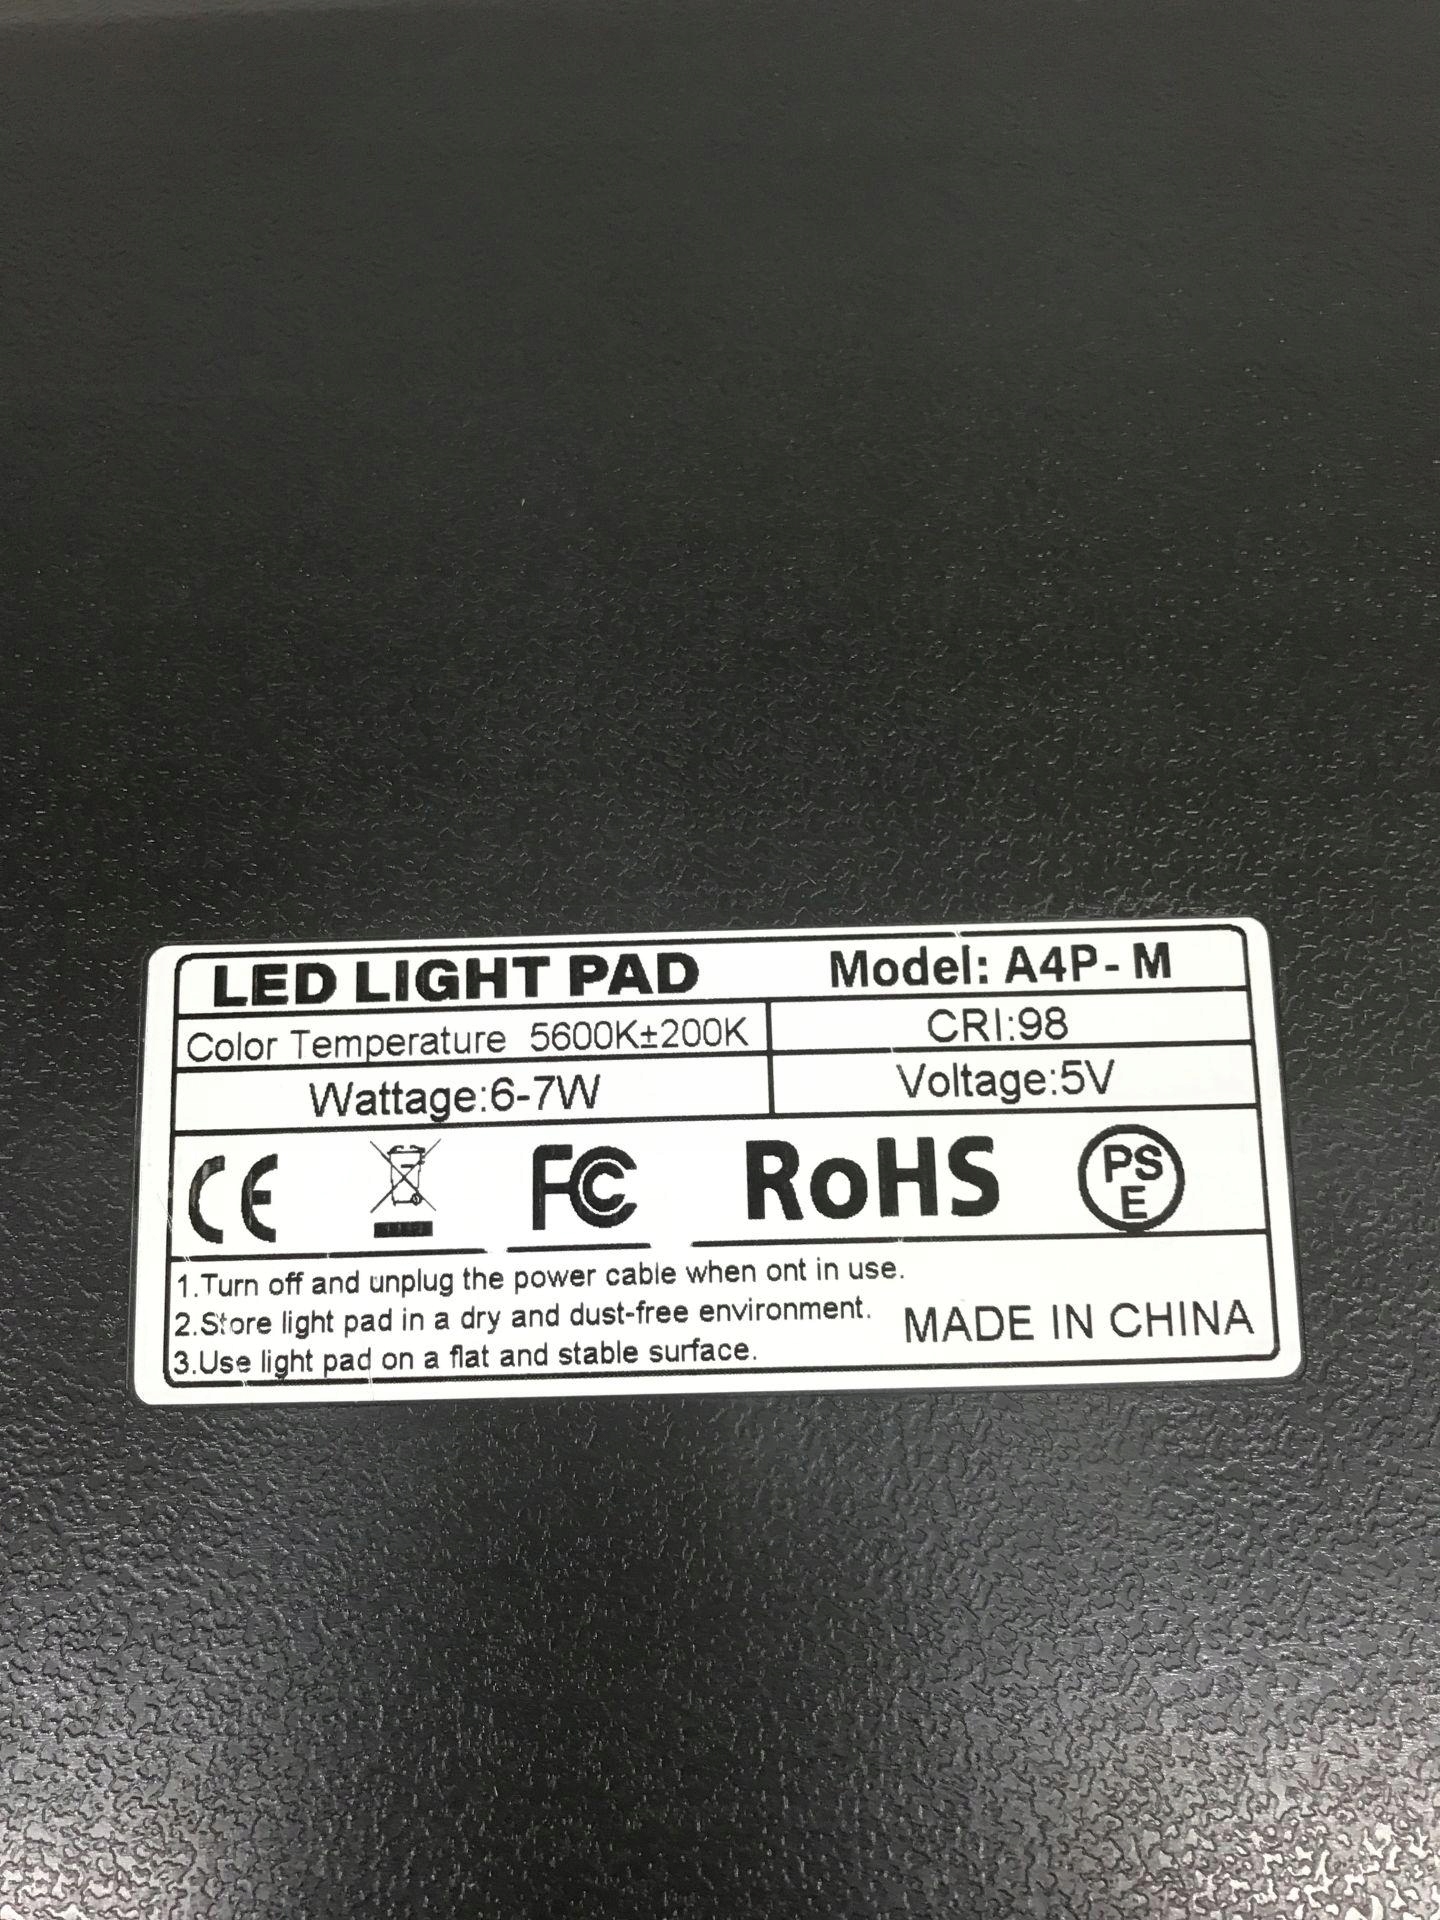 LED LIGHT PAD Model: A4P-M
Color Temperature 5600K±200K CRI:98
Wattage:6-7W Voltage:5V
CE FC RoHS PSE
1.Turn off and unplug the power cable when ont in use.
2.Store light pad in a dry and dust-free environment.
3.Use light pad on a flat and stable surface.
MADE IN CHINA